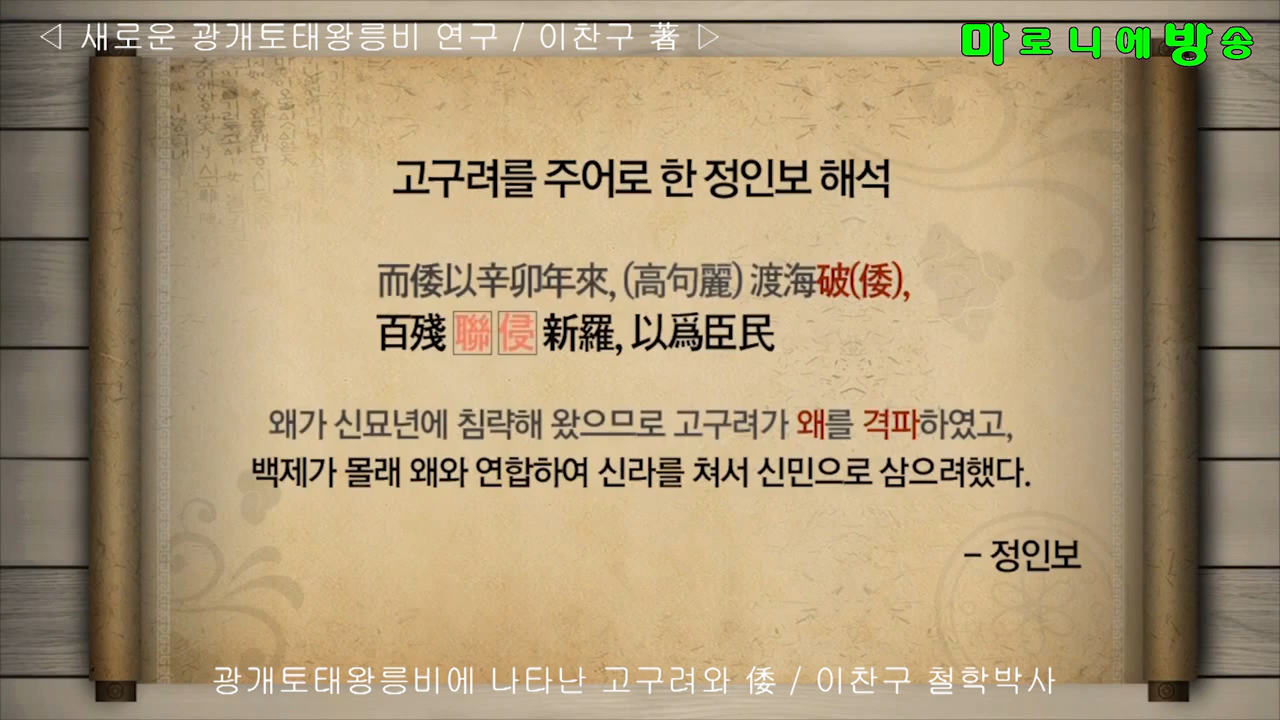 ◁ 새로운 광개토태왕릉비 연구 / 이찬구 著 ▷
마로니에방송
고구려를 주어로 한 정인보 해석
而倭以辛卯年來, (高句麗) 渡海破(倭),
百殘 聯 侵 新羅, 以爲臣民
왜가 신묘년에 침략해 왔으므로 고구려가 왜를 격파하였고,
백제가 몰래 왜와 연합하여 신라를 쳐서 신민으로 삼으려했다.
- 정인보
광개토태왕릉비에 나타난 고구려와 倭 / 이찬구 철학박사